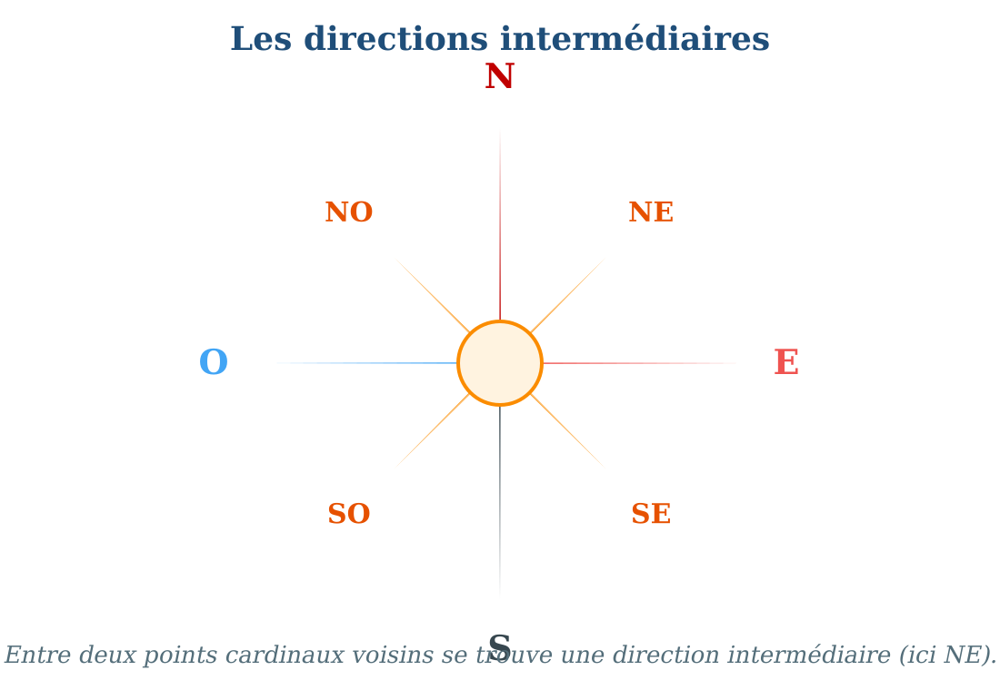 Les directions intermédiaires
N
NO
NE
O
E
SO
SE
S
Entre deux points cardinaux voisins se trouve une direction intermédiaire (ici NE).